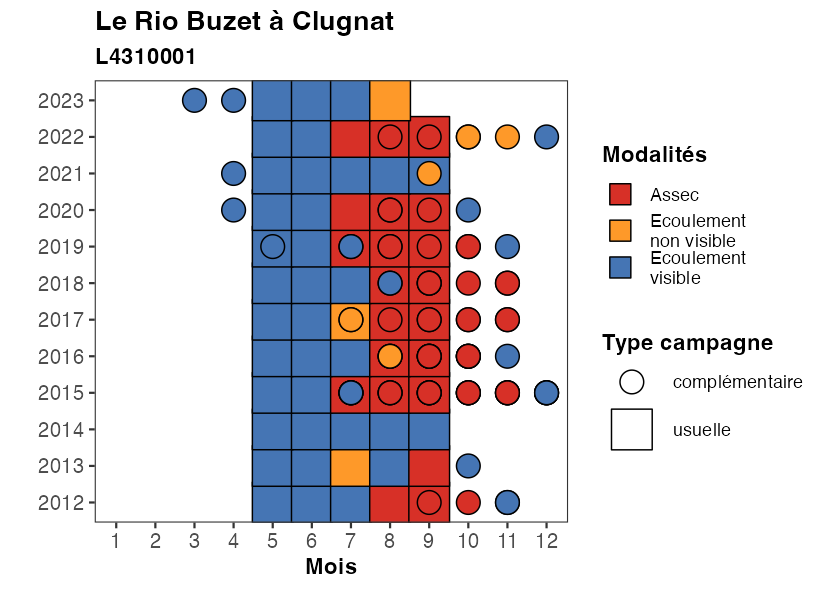 Le Rio Buzet à Clugnat
L4310001
2023
2022
2021
2020
2019
2018
2017
2016
2015
2014
2013
2012
1 2 3 4 5 6 7 8 9 10 11 12
Mois
Modalités
Assec
Ecoulement
non visible
Ecoulement
visible
Type campagne
complémentaire
usuelle